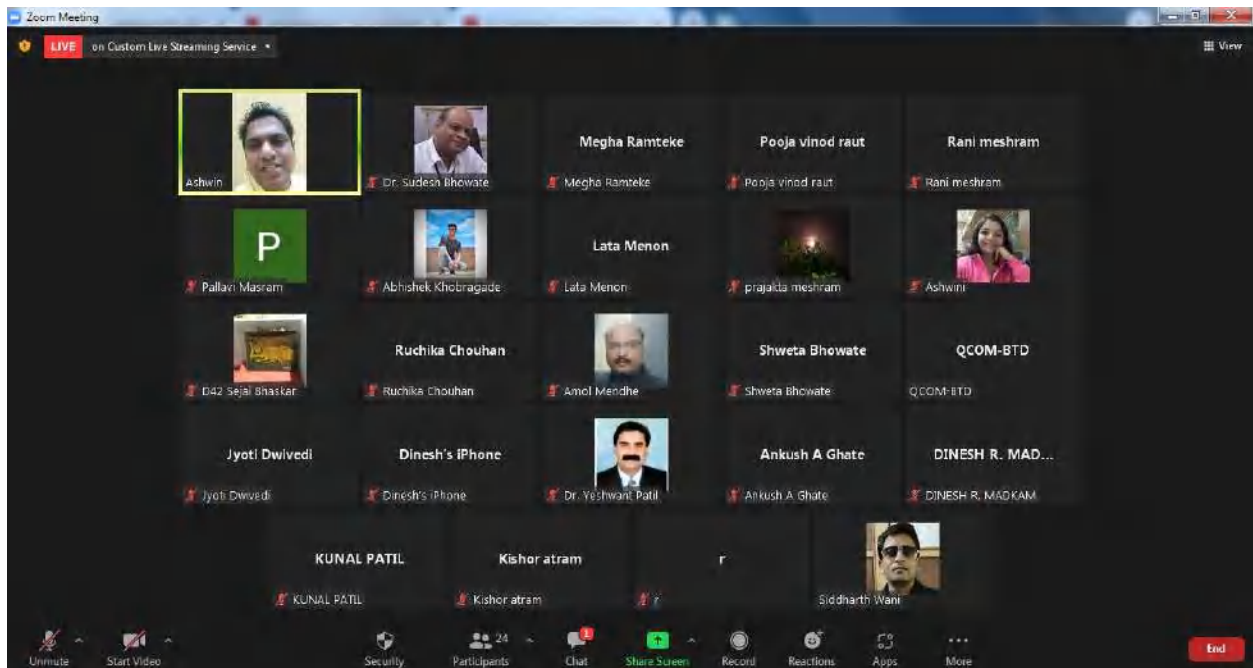 Zoom Meeting
LIVE on Custom Live Streaming Service
View
Ashwin
Dr. Sudesh Bhowate
Megha Ramteke
Megha Ramteke
Pooja vinod raut
Pooja vinod raut
Rani meshram
Rani meshram
P
Pallavi Masram
Abhishek Khobragade
Lata Menon
Lata Menon
prajakta meshram
Ashwini
D42 Sejal Bhaskar
Ruchika Chouhan
Ruchika Chouhan
Amol Mendhe
Shweta Bhowate
Shweta Bhowate
QCOM-BTD
QCOM-BTD
Jyoti Dwivedi
Jyoti Dwivedi
Dinesh's iPhone
Dinesh's iPhone
Dr. Yeshwant Patil
Ankush A Ghate
Ankush A Ghate
DINESH R. MAD...
DINESH R. MADKAM
KUNAL PATIL
KUNAL PATIL
Kishor atram
Kishor atram
r
r
Siddharth Wani
Unmute
Start Video
Security
24
Participants
1
Chat
Share Screen
Record
Reactions
Apps
More
End